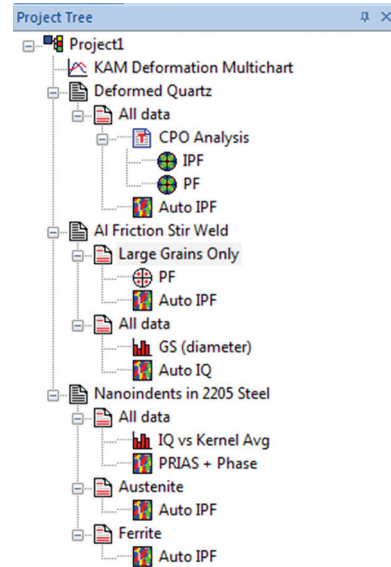 Project Tree
Project1
KAM Deformation Multichart
Deformed Quartz
All data
CPO Analysis
IPF
PF
Auto IPF
Al Friction Stir Weld
Large Grains Only
PF
Auto IPF
All data
GS (diameter)
Auto IQ
Nanoindents in 2205 Steel
All data
IQ vs Kernel Avg
PRIAS + Phase
Austenite
Auto IPF
Ferrite
Auto IPF